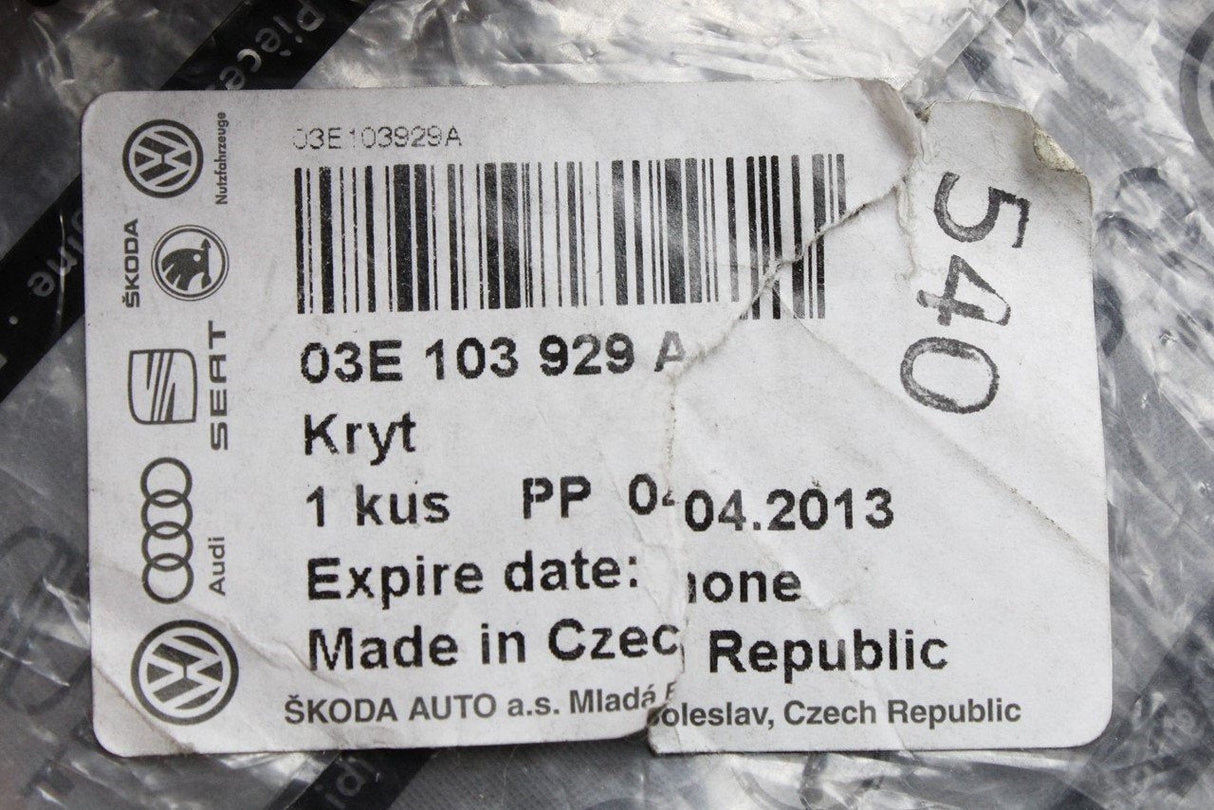 03E103929A
03E 103 929 A
Kryt
1 kus PP 04.2013
Expire date: none
Made in Czec Republic
ŠKODA AUTO a.s. Mladá Boleslav, Czech Republic
540
Nutzfahrzeuge
ŠKODA
SEAT
Audi
Pièces